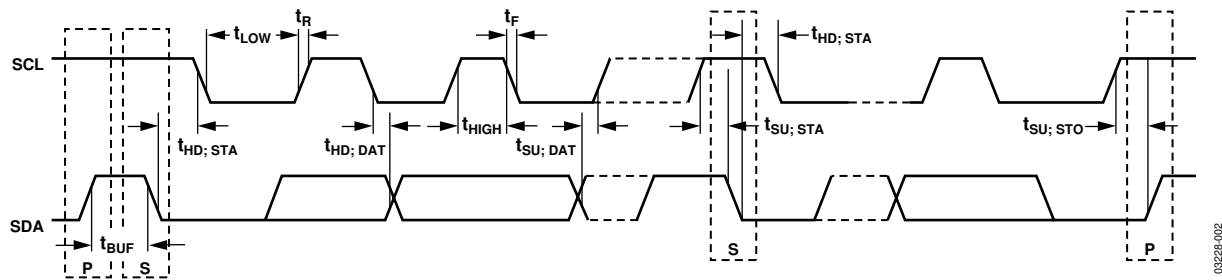 tR
tF
tLOW
tHD; STA
SCL
tHD; STA
tHD; DAT
tHIGH
tSU; DAT
tSU; STA
tSU; STO
SDA
tBUF
P
S
S
P
03228-002